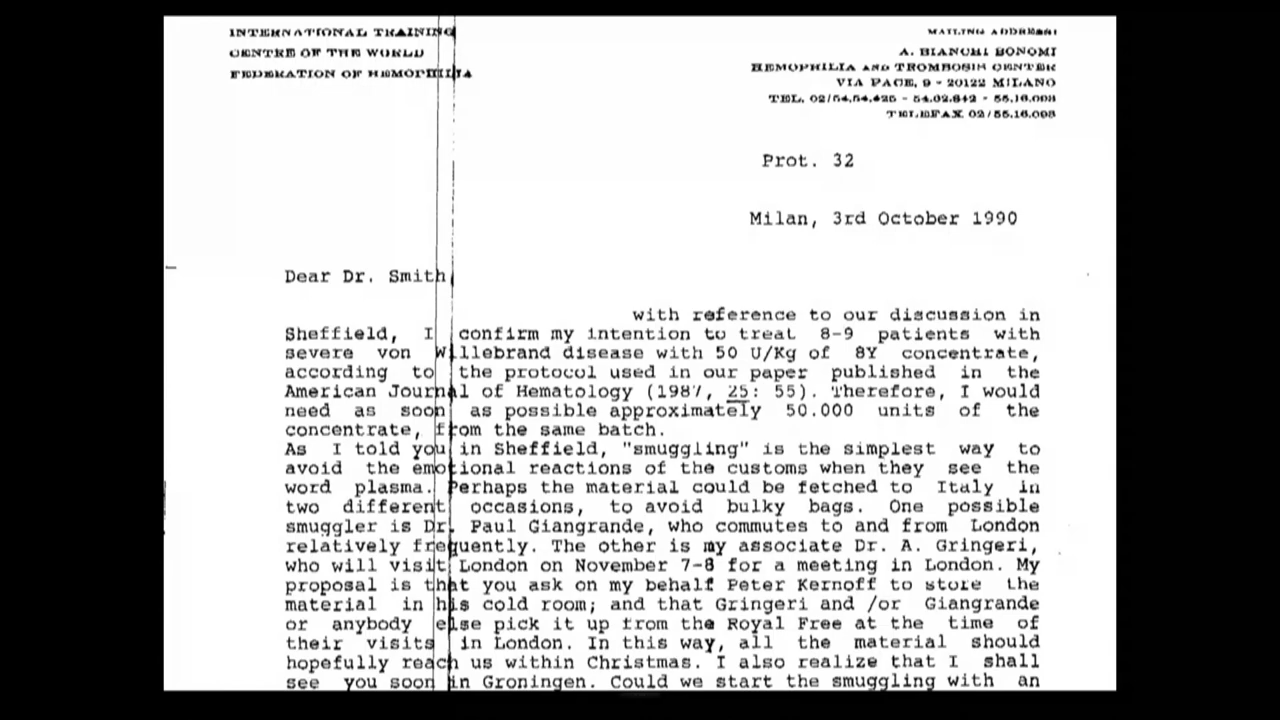 INTERNATIONAL TRAINING
CENTRE OF THE WORLD
FEDERATION OF HEMOPHILIA
MAILING ADDRESS:
A. BIANCHI BONOMI
HEMOPHILIA AND TROMBOSIS CENTER
VIA PACE, 9 - 20122 MILANO
TEL. 02/54.54.425 - 54.02.642 - 55.16.008
TELEFAX 02/55.16.008
Prot. 32
Milan, 3rd October 1990
Dear Dr. Smith
with reference to our discussion in
Sheffield, I confirm my intention to treat 8-9 patients with
severe von Willebrand disease with 50 U/Kg of 8Y concentrate,
according to the protocol used in our paper published in the
American Journal of Hematology (1987, 25: 55). Therefore, I would
need as soon as possible approximately 50.000 units of the
concentrate, from the same batch.
As I told you in Sheffield, "smuggling" is the simplest way to
avoid the emotional reactions of the customs when they see the
word plasma. Perhaps the material could be fetched to Italy in
two different occasions, to avoid bulky bags. One possible
smuggler is Dr. Paul Giangrande, who commutes to and from London
relatively frequently. The other is my associate Dr. A. Gringeri,
who will visit London on November 7-8 for a meeting in London. My
proposal is that you ask on my behalf Peter Kernoff to store the
material in his cold room; and that Gringeri and /or Giangrande
or anybody else pick it up from the Royal Free at the time of
their visits in London. In this way, all the material should
hopefully reach us within Christmas. I also realize that I shall
see you soon in Groningen. Could we start the smuggling with an